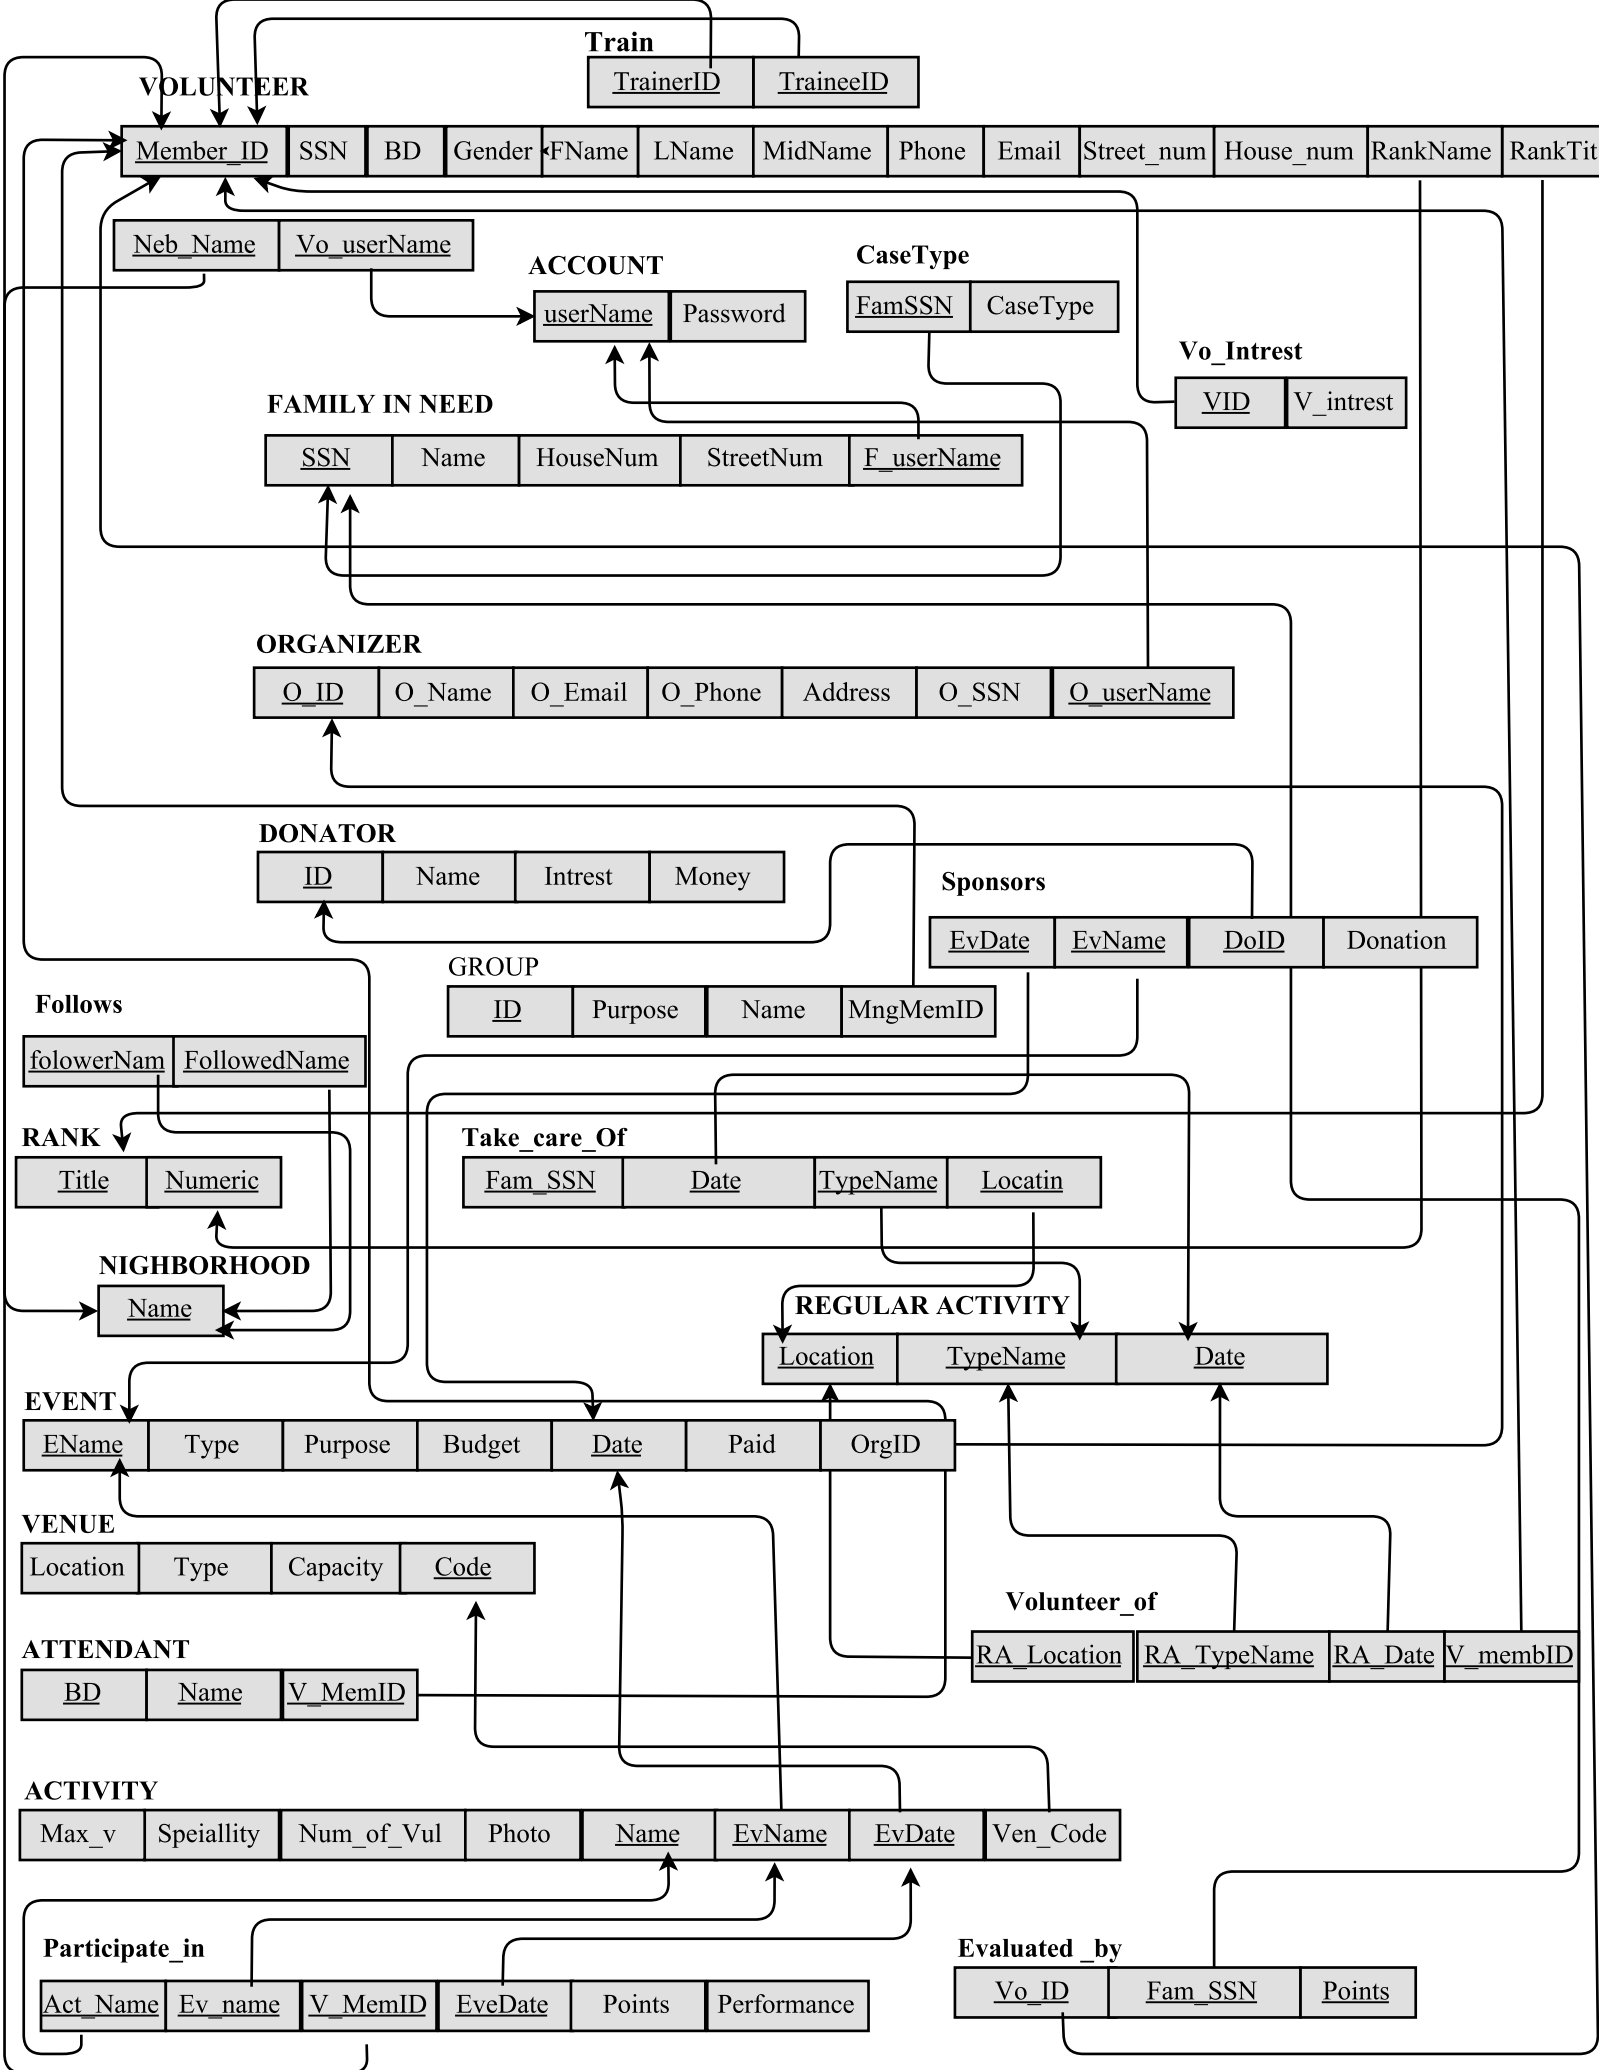 Train
TrainerID TraineeID
VOLUNTEER
Member_ID SSN BD Gender FName LName MidName Phone Email Street_num House_num RankName RankTit
Neb_Name Vo_userName
ACCOUNT
userName Password
CaseType
FamSSN CaseType
Vo_Intrest
VID V_intrest
FAMILY IN NEED
SSN Name HouseNum StreetNum F_userName
ORGANIZER
O_ID O_Name O_Email O_Phone Address O_SSN O_userName
DONATOR
ID Name Intrest Money
Sponsors
EvDate EvName DoID Donation
GROUP
ID Purpose Name MngMemID
Follows
folowerNam FollowedName
RANK
Title Numeric
Take_care_Of
Fam_SSN Date TypeName Locatin
NIGHBORHOOD
Name
REGULAR ACTIVITY
Location TypeName Date
EVENT
EName Type Purpose Budget Date Paid OrgID
VENUE
Location Type Capacity Code
Volunteer_of
RA_Location RA_TypeName RA_Date V_membID
ATTENDANT
BD Name V_MemID
ACTIVITY
Max_v Speiallity Num_of_Vul Photo Name EvName EvDate Ven_Code
Participate_in
Act_Name Ev_name V_MemID EveDate Points Performance
Evaluated _by
Vo_ID Fam_SSN Points